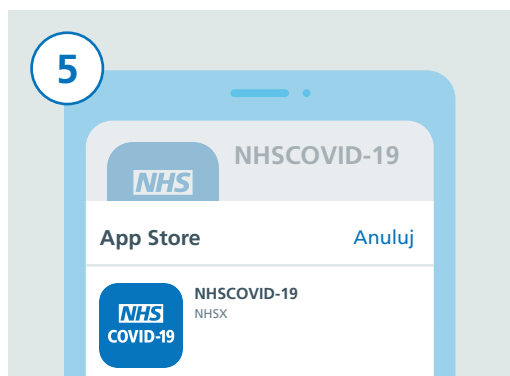 5
NHSCOVID-19
NHS
App Store Anuluj
NHSCOVID-19
NHSX
NHS
COVID-19